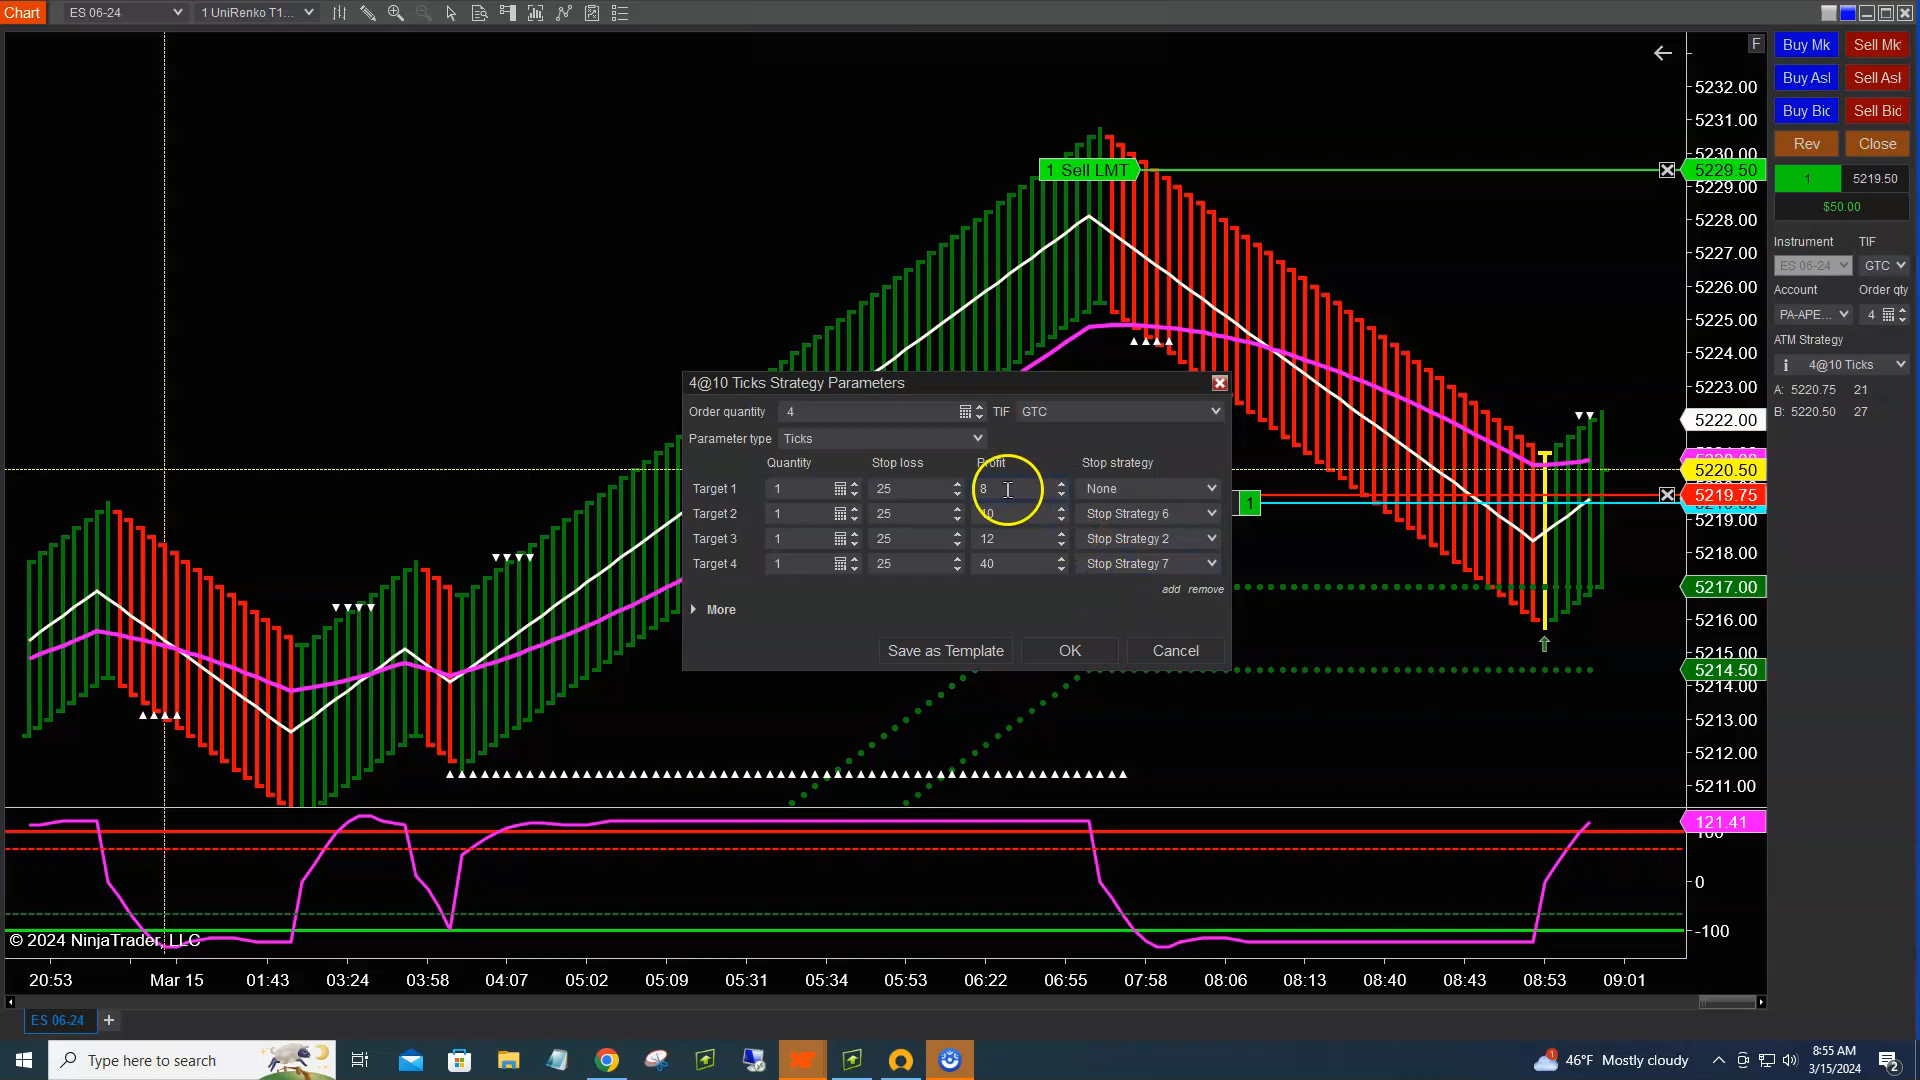 Chart
ES 06-24
1 UniRenko T1...
F
Buy Mk
Sell Mk
Buy Asl
Sell Ask
Buy Bic
Sell Bid
Rev
Close
1
5219.50
$50.00
Instrument
TIF
ES 06-24
GTC
Account
Order qty
PA-APE...
4
ATM Strategy
4@10 Ticks
A: 5220.75 21
B: 5220.50 27
5232.00
5231.00
5230.00
1 Sell LMT
5229.50
5229.00
5228.00
5227.00
5226.00
5225.00
5224.00
5223.00
5222.00
5220.50
5219.75
5219.00
5218.00
5217.00
5216.00
5215.00
5214.50
5214.00
5213.00
5212.00
5211.00
4@10 Ticks Strategy Parameters
Order quantity 4 TIF GTC
Parameter type Ticks
Quantity Stop loss Profit Stop strategy
Target 1 1 25 8 None
Target 2 1 25 10 Stop Strategy 6
Target 3 1 25 12 Stop Strategy 2
Target 4 1 25 40 Stop Strategy 7
add remove
More
Save as Template OK Cancel
1
121.41
100
0
-100
© 2024 NinjaTrader, LLC
20:53 Mar 15 01:43 03:24 03:58 04:07 05:02 05:09 05:31 05:34 05:53 06:22 06:55 07:58 08:06 08:13 08:40 08:43 08:53 09:01
ES 06-24 +
Type here to search
1
46°F Mostly cloudy
8:55 AM
3/15/2024
2